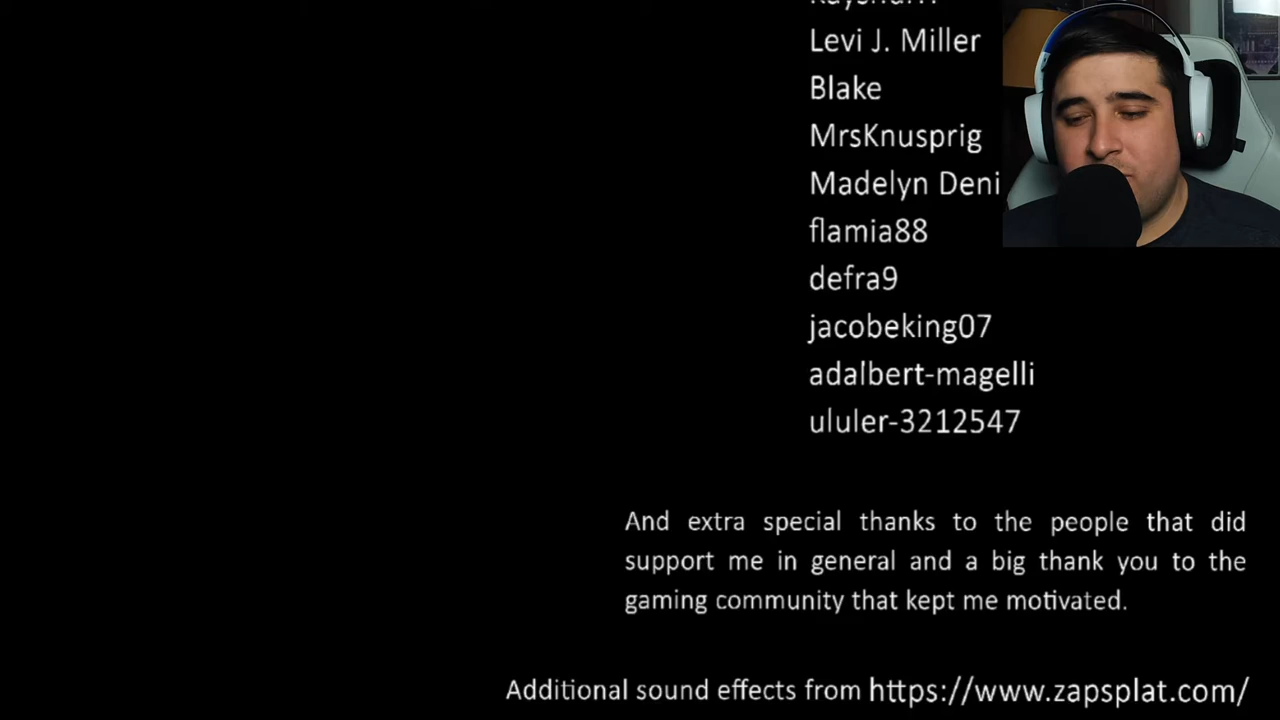 Levi J. Miller
Blake
MrsKnusprig
Madelyn Deni
flamia88
defra9
jacobeking07
adalbert-magelli
ululer-3212547
And extra special thanks to the people that did
support me in general and a big thank you to the
gaming community that kept me motivated.
Additional sound effects from https://www.zapsplat.com/